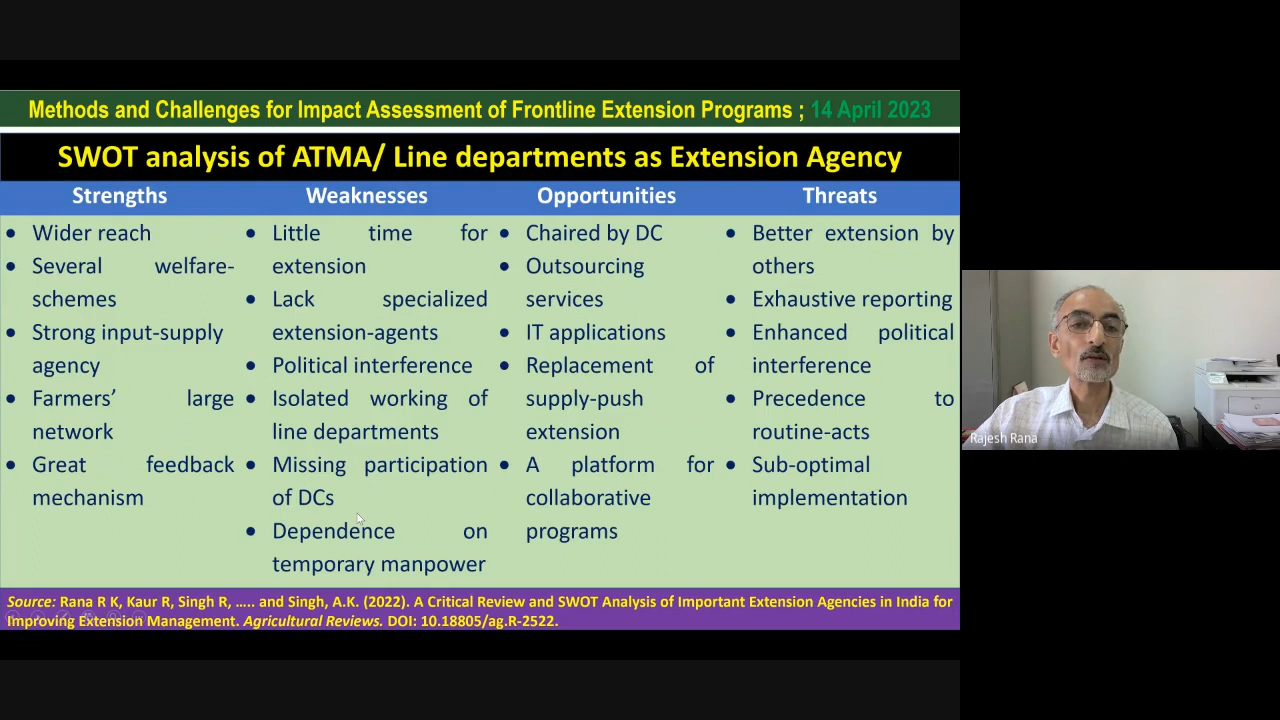 Methods and Challenges for Impact Assessment of Frontline Extension Programs ; 14 April 2023
SWOT analysis of ATMA/ Line departments as Extension Agency
Strengths
• Wider reach
• Several welfare-
schemes
• Strong input-supply
agency
• Farmers’ large
network
• Great feedback
mechanism
Weaknesses
• Little time for
extension
• Lack specialized
extension-agents
• Political interference
• Isolated working of
line departments
• Missing participation
of DCs
• Dependence on
temporary manpower
Opportunities
• Chaired by DC
• Outsourcing
services
• IT applications
• Replacement of
supply-push
extension
• A platform for
collaborative
programs
Threats
• Better extension by
others
• Exhaustive reporting
• Enhanced political
interference
• Precedence to
routine-acts
• Sub-optimal
implementation
Source: Rana R K, Kaur R, Singh R, ..... and Singh, A.K. (2022). A Critical Review and SWOT Analysis of Important Extension Agencies in India for
Improving Extension Management. Agricultural Reviews. DOI: 10.18805/ag.R-2522.
Rajesh Rana